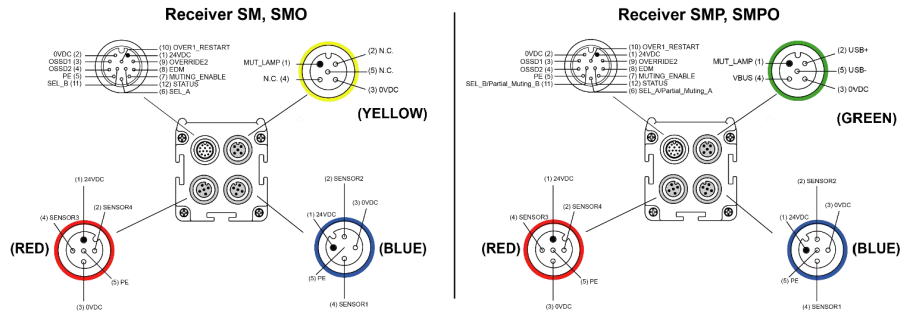 Receiver SM, SMO
(10) OVER1_RESTART
0VDC (2)
(1) 24VDC
OSSD1 (3)
(9) OVERRIDE2
OSSD2 (4)
(8) EDM
PE (5)
(7) MUTING_ENABLE
SEL_B (11)
(12) STATUS
(6) SEL_A
(2) N.C.
MUT_LAMP (1)
(5) N.C.
N.C. (4)
(3) 0VDC
(YELLOW)
(1) 24VDC
(2) SENSOR4
(4) SENSOR3
(RED)
(5) PE
(3) 0VDC
(2) SENSOR2
(3) 0VDC
(1) 24VDC
(BLUE)
(5) PE
(4) SENSOR1
Receiver SMP, SMPO
(10) OVER1_RESTART
0VDC (2)
(1) 24VDC
OSSD1 (3)
(9) OVERRIDE2
OSSD2 (4)
(8) EDM
PE (5)
(7) MUTING_ENABLE
SEL_B/Partial_Muting_B (11)
(12) STATUS
(6) SEL_A/Partial_Muting_A
(2) USB+
MUT_LAMP (1)
(5) USB-
VBUS (4)
(3) 0VDC
(GREEN)
(1) 24VDC
(2) SENSOR4
(4) SENSOR3
(RED)
(5) PE
(3) 0VDC
(2) SENSOR2
(3) 0VDC
(1) 24VDC
(BLUE)
(5) PE
(4) SENSOR1